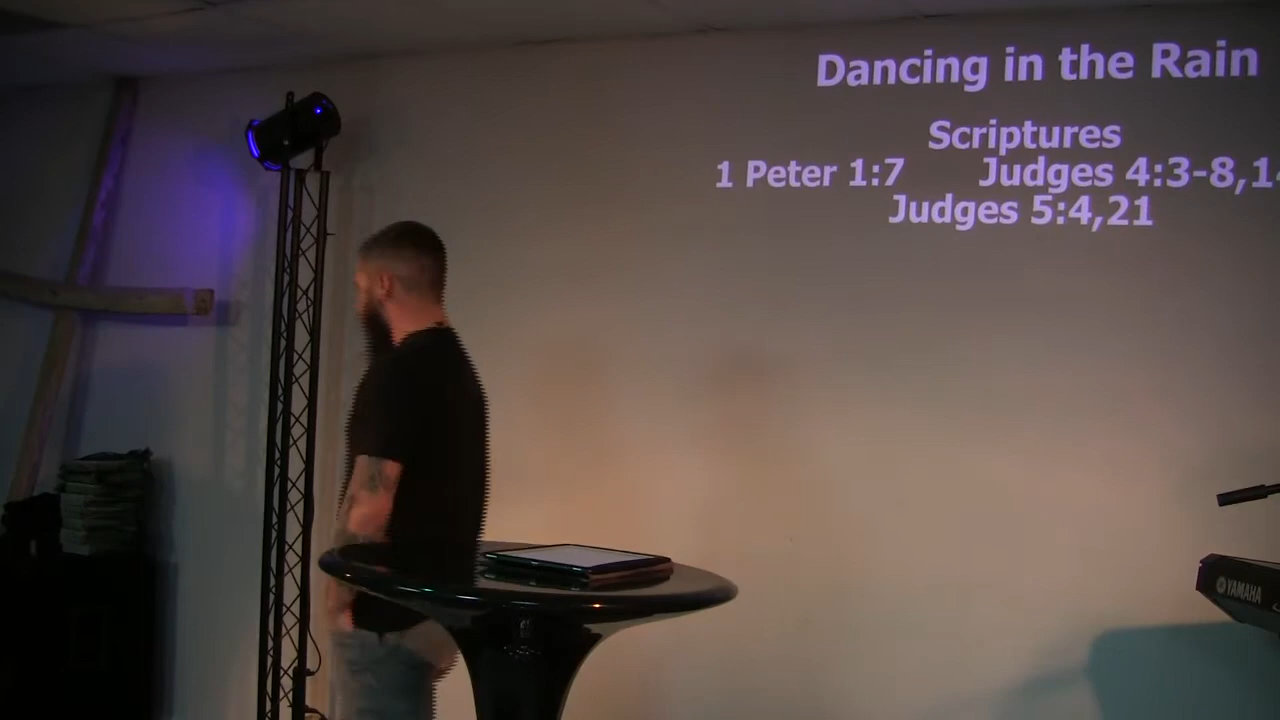 Dancing in the Rain
Scriptures
1 Peter 1:7 Judges 4:3-8,1
Judges 5:4,21
YAMAHA